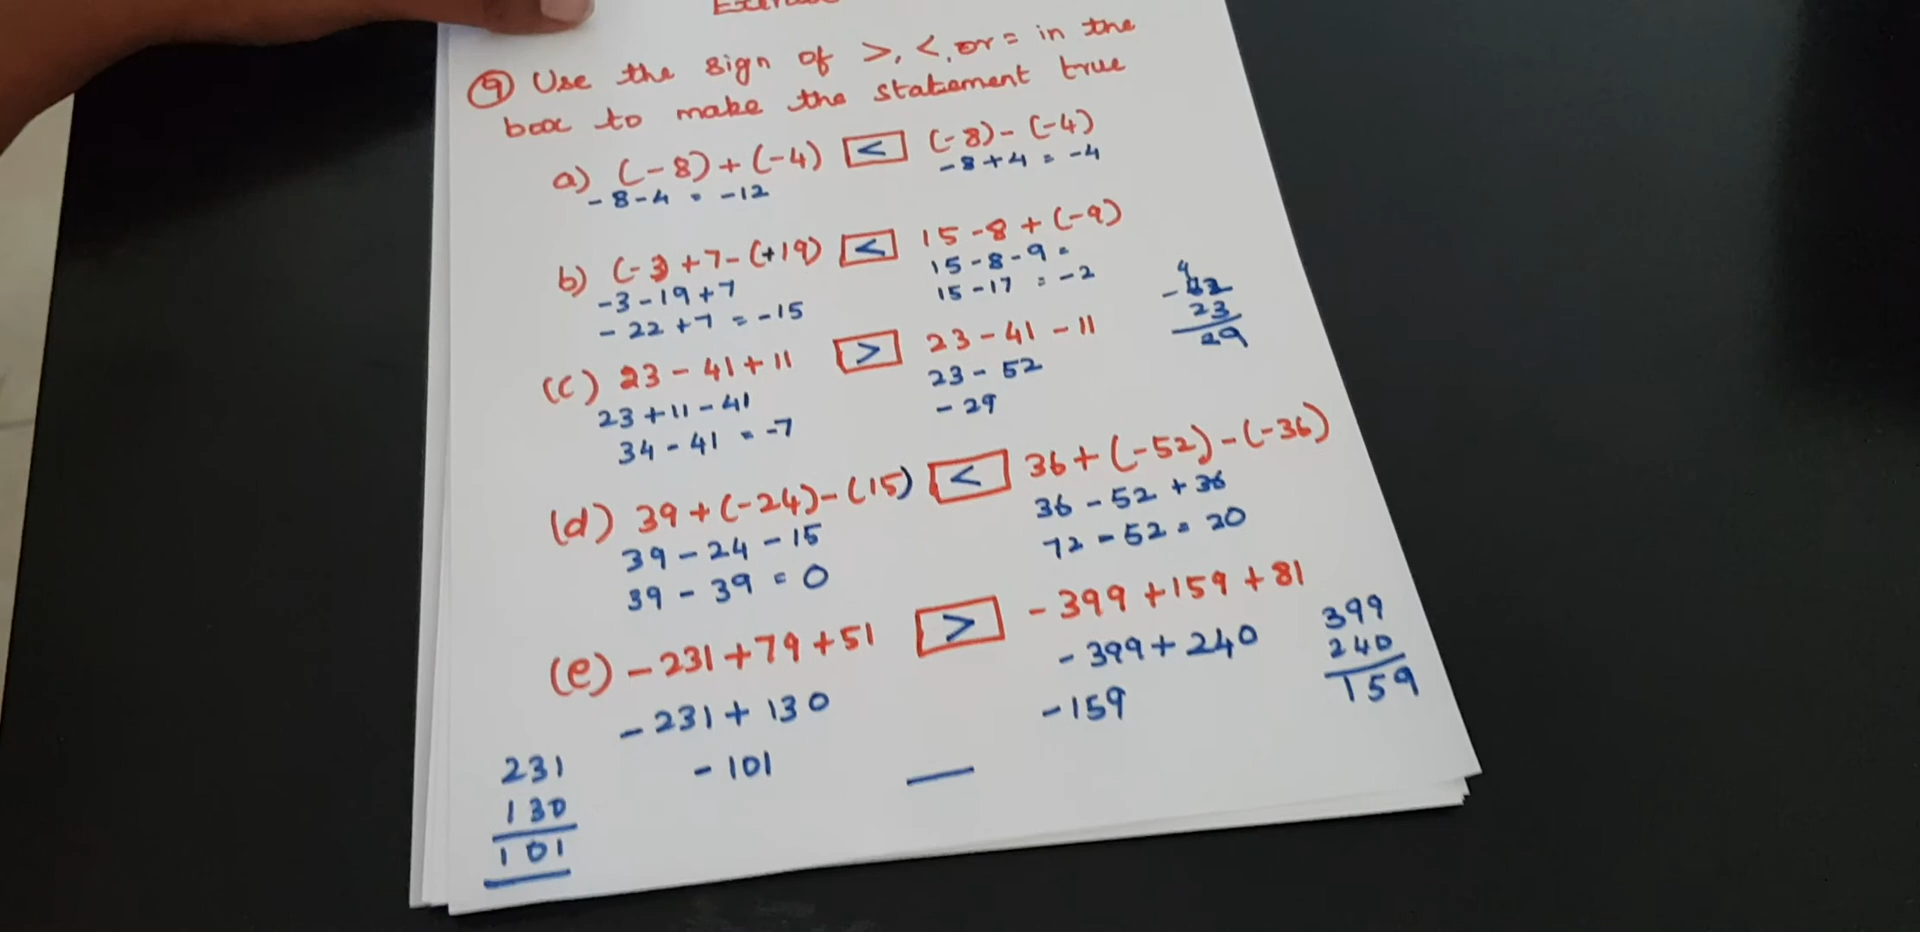 9 Use the sign of >, <, or = in the
box to make the statement true
a) (-8) + (-4) < (-8) - (-4)
-8-4 = -12 -8+4 = -4
b) (-3 +7-(+19) < 15 -8 + (-9)
-3-19+7 15-8-9 =
-22+7 = -15 15-17 = -2
23
29
(c) 23 - 41 + 11 > 23 - 41 - 11
23+11-41 23 - 52
34-41 = -7 -29
(d) 39 + (-24) - (15) < 36 + (-52) - (-36)
39 - 24 - 15 36 - 52 + 36
39 - 39 = 0 72 - 52 = 20
(e) - 231 + 79 + 51 > - 399 + 159 + 81
- 231 + 130 - 399 + 240
- 101 - 159
399
240
159
231
130
101